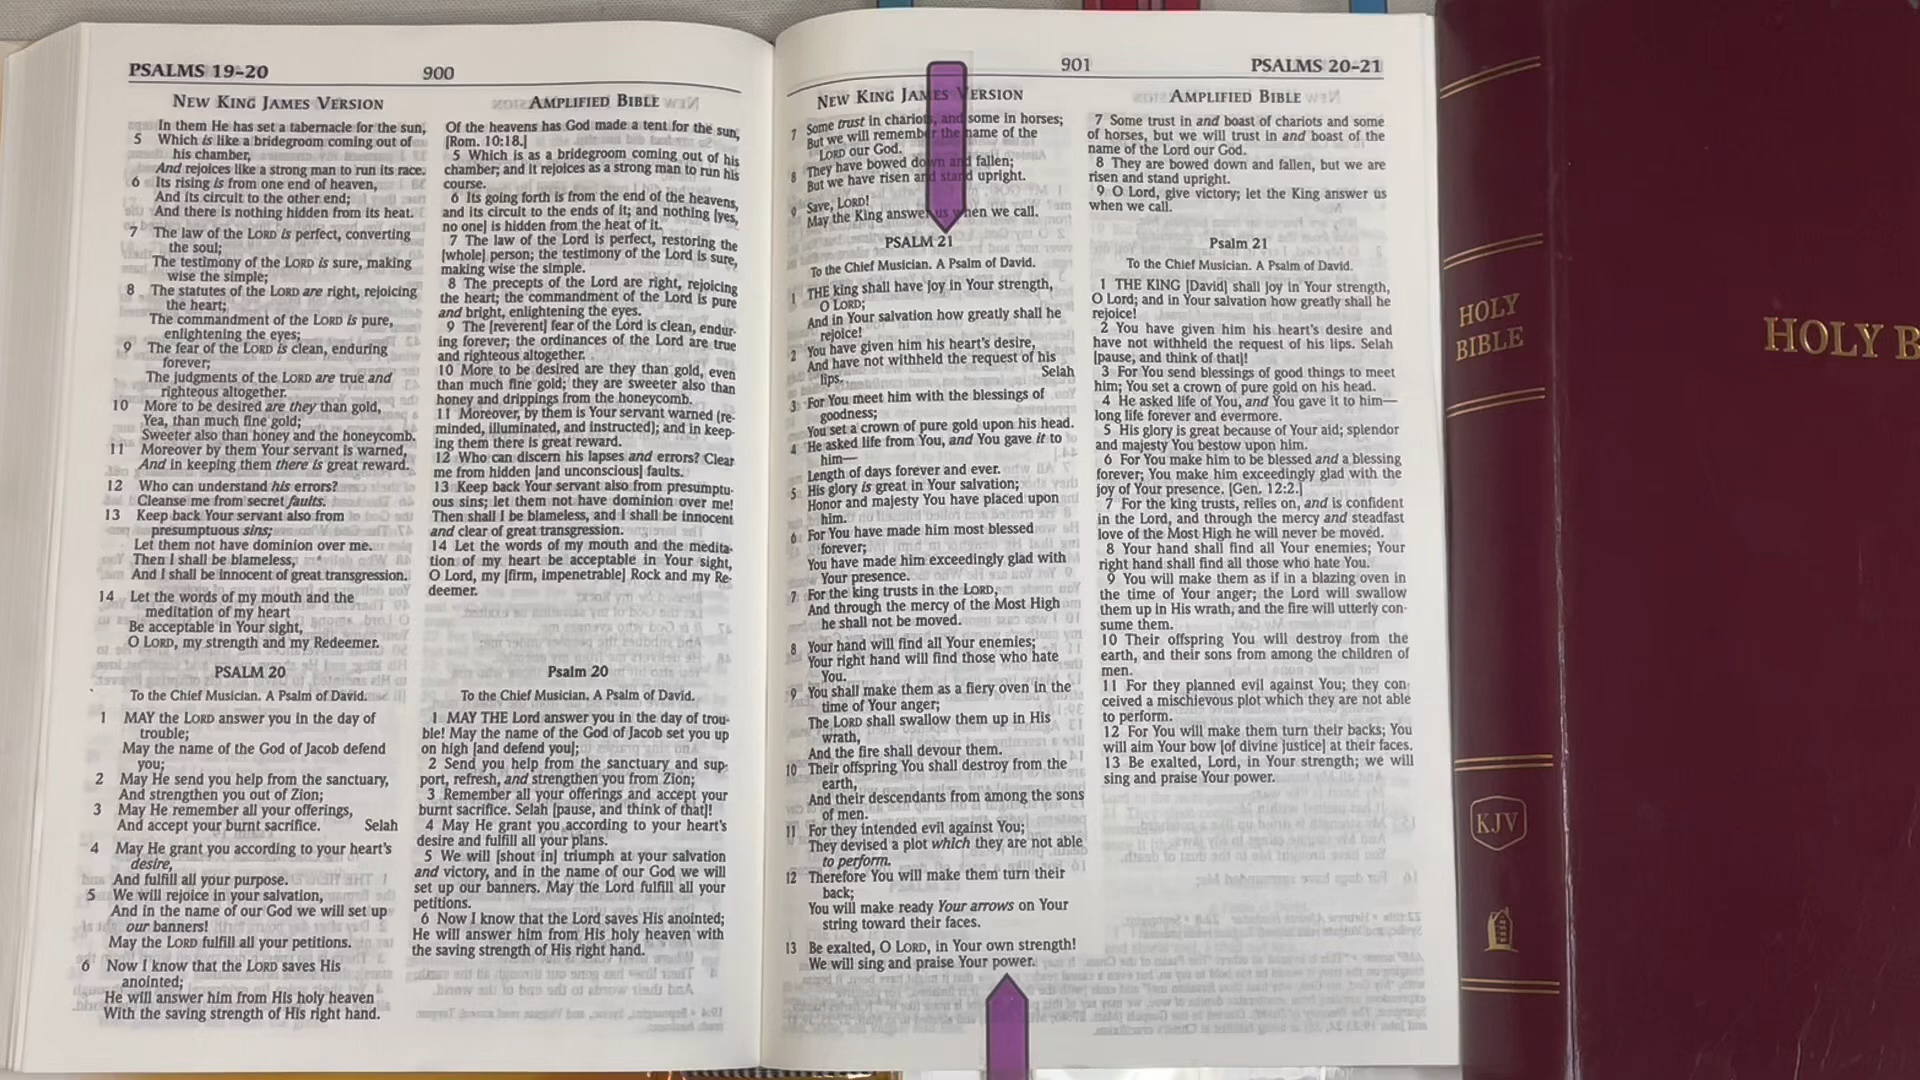 PSALMS 19-20
900
NEW KING JAMES VERSION
In them He has set a tabernacle for the sun,
5 Which is like a bridegroom coming out of
his chamber,
And rejoices like a strong man to run its race.
6 Its rising is from one end of heaven,
And its circuit to the other end;
And there is nothing hidden from its heat.
7 The law of the LORD is perfect, converting
the soul;
The testimony of the LORD is sure, making
wise the simple;
8 The statutes of the LORD are right, rejoicing
the heart;
The commandment of the LORD is pure,
enlightening the eyes;
9 The fear of the LORD is clean, enduring
forever;
The judgments of the LORD are true and
righteous altogether.
10 More to be desired are they than gold,
Yea, than much fine gold;
Sweeter also than honey and the honeycomb.
11 Moreover by them Your servant is warned,
And in keeping them there is great reward.
12 Who can understand his errors?
Cleanse me from secret faults.
13 Keep back Your servant also from
presumptuous sins;
Let them not have dominion over me.
Then I shall be blameless,
And I shall be innocent of great transgression.
14 Let the words of my mouth and the
meditation of my heart
Be acceptable in Your sight,
O LORD, my strength and my Redeemer.
PSALM 20
To the Chief Musician. A Psalm of David.
1 MAY the LORD answer you in the day of
trouble;
May the name of the God of Jacob defend
you;
2 May He send you help from the sanctuary,
And strengthen you out of Zion;
3 May He remember all your offerings,
And accept your burnt sacrifice. Selah
4 May He grant you according to your heart's
desire,
And fulfill all your purpose.
5 We will rejoice in your salvation,
And in the name of our God we will set up
our banners!
May the LORD fulfill all your petitions.
6 Now I know that the LORD saves His
anointed;
He will answer him from His holy heaven
With the saving strength of His right hand.
AMPLIFIED BIBLE
Of the heavens has God made a tent for the sun,
[Rom. 10:18.]
5 Which is as a bridegroom coming out of his
chamber; and it rejoices as a strong man to run his
course.
6 Its going forth is from the end of the heavens,
and its circuit to the ends of it; and nothing [yes,
no one] is hidden from the heat of it.
7 The law of the Lord is perfect, restoring the
[whole] person; the testimony of the Lord is sure,
making wise the simple.
8 The precepts of the Lord are right, rejoicing
the heart; the commandment of the Lord is pure
and bright, enlightening the eyes.
9 The [reverent] fear of the Lord is clean, endur-
ing forever; the ordinances of the Lord are true
and righteous altogether.
10 More to be desired are they than gold, even
than much fine gold; they are sweeter also than
honey and drippings from the honeycomb.
11 Moreover, by them is Your servant warned (re-
minded, illuminated, and instructed); and in keep-
ing them there is great reward.
12 Who can discern his lapses and errors? Clear
me from hidden [and unconscious] faults.
13 Keep back Your servant also from presumptu-
ous sins; let them not have dominion over me!
Then shall I be blameless, and I shall be innocent
and clear of great transgression.
14 Let the words of my mouth and the medita-
tion of my heart be acceptable in Your sight,
O Lord, my [firm, impenetrable] Rock and my Re-
deemer.
Psalm 20
To the Chief Musician. A Psalm of David.
1 MAY THE Lord answer you in the day of trou-
ble! May the name of the God of Jacob set you up
on high [and defend you];
2 Send you help from the sanctuary and sup-
port, refresh, and strengthen you from Zion;
3 Remember all your offerings and accept your
burnt sacrifice. Selah [pause, and think of that]!
4 May He grant you according to your heart's
desire and fulfill all your plans.
5 We will [shout in] triumph at your salvation
and victory, and in the name of our God we will
set up our banners. May the Lord fulfill all your
petitions.
6 Now I know that the Lord saves His anointed;
He will answer him from His holy heaven with
the saving strength of His right hand.
901
PSALMS 20-21
NEW KING JAMES VERSION
7 Some trust in chariots, and some in horses;
But we will remember the name of the
LORD our God.
8 They have bowed down and fallen;
But we have risen and stand upright.
9 Save, LORD!
May the King answer us when we call.
PSALM 21
To the Chief Musician. A Psalm of David.
1 THE king shall have joy in Your strength,
O LORD;
And in Your salvation how greatly shall he
rejoice!
2 You have given him his heart's desire,
And have not withheld the request of his
lips. Selah
3 For You meet him with the blessings of
goodness;
You set a crown of pure gold upon his head.
4 He asked life from You, and You gave it to
him—
Length of days forever and ever.
5 His glory is great in Your salvation;
Honor and majesty You have placed upon
him.
6 For You have made him most blessed
forever;
You have made him exceedingly glad with
Your presence.
7 For the king trusts in the LORD,
And through the mercy of the Most High
he shall not be moved.
8 Your hand will find all Your enemies;
Your right hand will find those who hate
You.
9 You shall make them as a fiery oven in the
time of Your anger;
The LORD shall swallow them up in His
wrath,
And the fire shall devour them.
10 Their offspring You shall destroy from the
earth,
And their descendants from among the sons
of men.
11 For they intended evil against You;
They devised a plot which they are not able
to perform.
12 Therefore You will make them turn their
back;
You will make ready Your arrows on Your
string toward their faces.
13 Be exalted, O LORD, in Your own strength!
We will sing and praise Your power.
AMPLIFIED BIBLE
7 Some trust in and boast of chariots and some
of horses, but we will trust in and boast of the
name of the Lord our God.
8 They are bowed down and fallen, but we are
risen and stand upright.
9 O Lord, give victory; let the King answer us
when we call.
Psalm 21
To the Chief Musician. A Psalm of David.
1 THE KING [David] shall joy in Your strength,
O Lord; and in Your salvation how greatly shall he
rejoice!
2 You have given him his heart's desire and
have not withheld the request of his lips. Selah
[pause, and think of that]!
3 For You send blessings of good things to meet
him; You set a crown of pure gold on his head.
4 He asked life of You, and You gave it to him—
long life forever and evermore.
5 His glory is great because of Your aid; splendor
and majesty You bestow upon him.
6 For You make him to be blessed and a blessing
forever; You make him exceedingly glad with the
joy of Your presence. [Gen. 12:2.]
7 For the king trusts, relies on, and is confident
in the Lord, and through the mercy and steadfast
love of the Most High he will never be moved.
8 Your hand shall find all Your enemies; Your
right hand shall find all those who hate You.
9 You will make them as if in a blazing oven in
the time of Your anger; the Lord will swallow
them up in His wrath, and the fire will utterly con-
sume them.
10 Their offspring You will destroy from the
earth, and their sons from among the children of
men.
11 For they planned evil against You; they con-
ceived a mischievous plot which they are not able
to perform.
12 For You will make them turn their backs; You
will aim Your bow [of divine justice] at their faces.
13 Be exalted, Lord, in Your strength; we will
sing and praise Your power.
HOLY
BIBLE
KJV
HOLY B